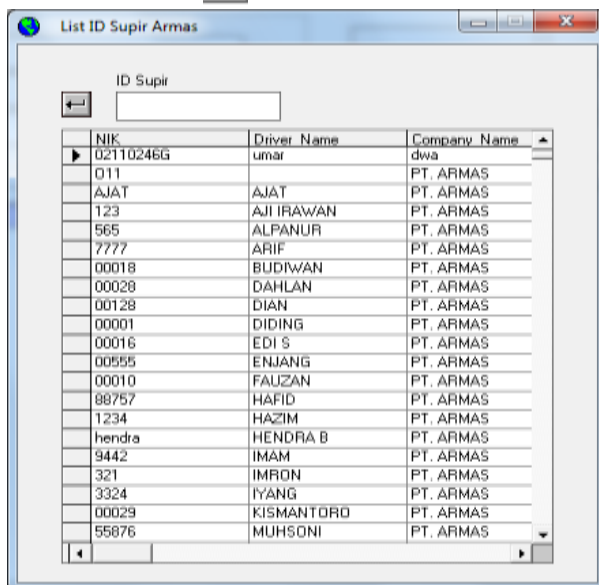 List ID Supir Armas
ID Supir
NIK Driver Name Company Name
02110246G umar dwa
O11 PT. ARMAS
AJAT AJAT PT. ARMAS
123 AJI IRAWAN PT. ARMAS
565 ALPANUR PT. ARMAS
7777 ARIF PT. ARMAS
00018 BUDIWAN PT. ARMAS
00028 DAHLAN PT. ARMAS
00128 DIAN PT. ARMAS
00001 DIDING PT. ARMAS
00016 EDI S PT. ARMAS
00555 ENJANG PT. ARMAS
00010 FAUZAN PT. ARMAS
88757 HAFID PT. ARMAS
1234 HAZIM PT. ARMAS
hendra HENDRA B PT. ARMAS
9442 IMAM PT. ARMAS
321 IMRON PT. ARMAS
3324 IYANG PT. ARMAS
00029 KISMANTORO PT. ARMAS
55876 MUHSONI PT. ARMAS